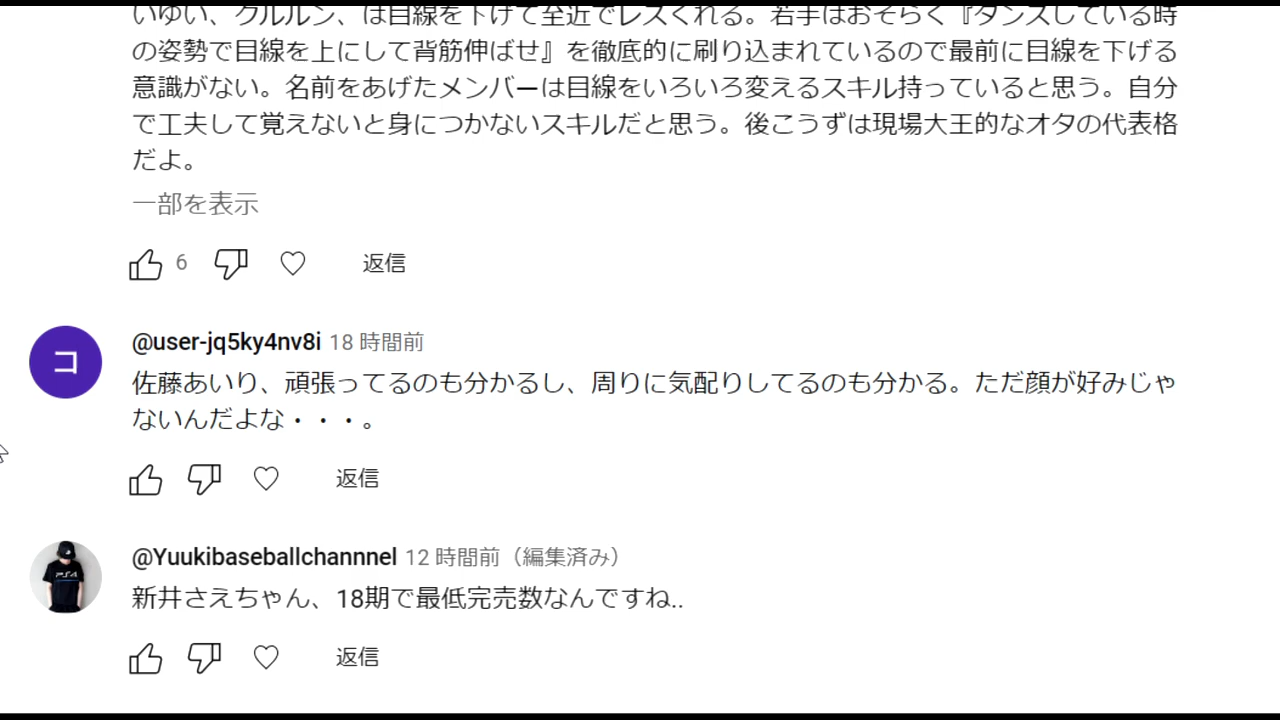 いゆい、クルルン、は目線を下げて至近でレスくれる。若手はおそらく『ダンスしている時
の姿勢で目線を上にして背筋伸ばせ』を徹底的に刷り込まれているので最前に目線を下げる
意識がない。名前をあげたメンバーは目線をいろいろ変えるスキル持っていると思う。自分
で工夫して覚えないと身につかないスキルだと思う。後こうずは現場大王的なオタの代表格
だよ。
一部を表示
6 返信
コ
@user-jq5ky4nv8i 18 時間前
佐藤あいり、頑張ってるのも分かるし、周りに気配りしてるのも分かる。ただ顔が好みじゃ
ないんだよな・・・。
返信
@Yuukibaseballchannnel 12 時間前（編集済み）
PS4
新井さえちゃん、18期で最低完売数なんですね..
返信